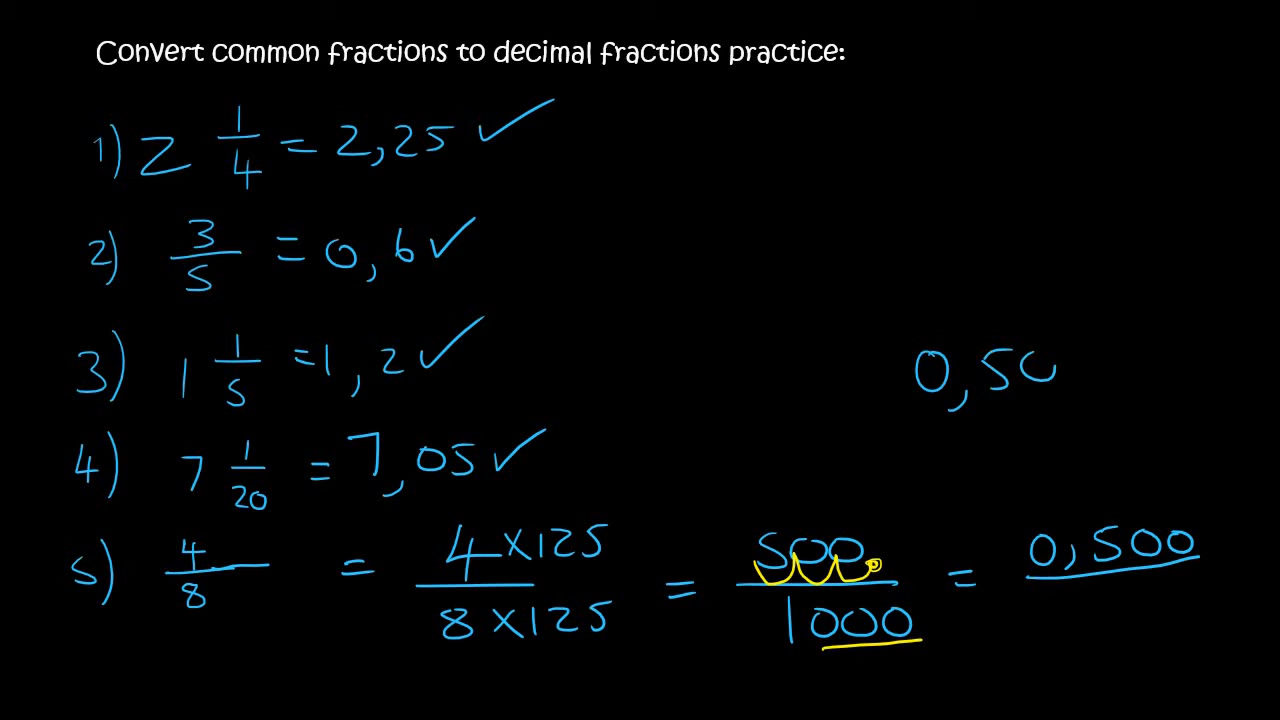 Convert common fractions to decimal fractions practice:
1) 2 1/4 = 2,25 ✓
2) 3/5 = 0,6 ✓
3) 1 1/5 = 1,2 ✓
0,50
4) 7 1/20 = 7,05 ✓
5) 4/8 = 4×125/8×125 = 500/1000 = 0,500